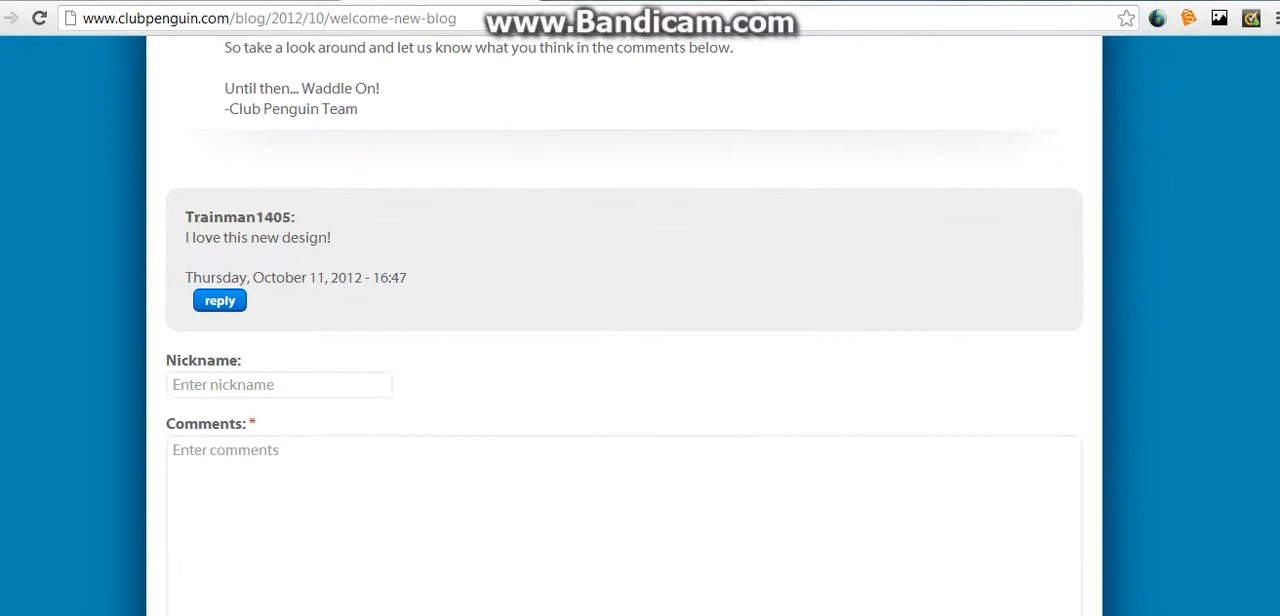 www.clubpenguin.com/blog/2012/10/welcome-new-blog
www.Bandicam.com
So take a look around and let us know what you think in the comments below.
Until then... Waddle On!
-Club Penguin Team
Trainman1405:
I love this new design!
Thursday, October 11, 2012 - 16:47
reply
Nickname:
Enter nickname
Comments: *
Enter comments